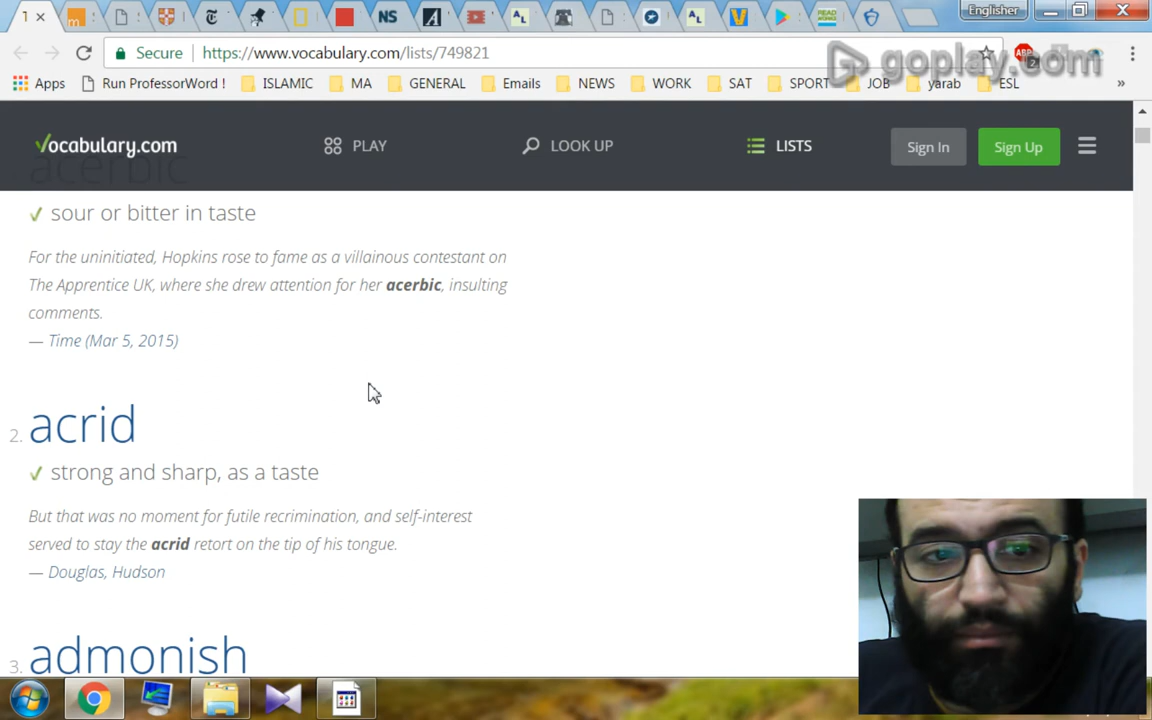 1
NS
Englisher
Secure
https://www.vocabulary.com/lists/749821
goplay.com
Apps
Run ProfessorWord !
ISLAMIC
MA
GENERAL
Emails
NEWS
WORK
SAT
SPORT
JOB
yarab
ESL
»
Vocabulary.com
PLAY
LOOK UP
LISTS
Sign In
Sign Up
acerbic
sour or bitter in taste
For the uninitiated, Hopkins rose to fame as a villainous contestant on
The Apprentice UK, where she drew attention for her acerbic, insulting
comments.
— Time (Mar 5, 2015)
2. acrid
strong and sharp, as a taste
But that was no moment for futile recrimination, and self-interest
served to stay the acrid retort on the tip of his tongue.
— Douglas, Hudson
3. admonish